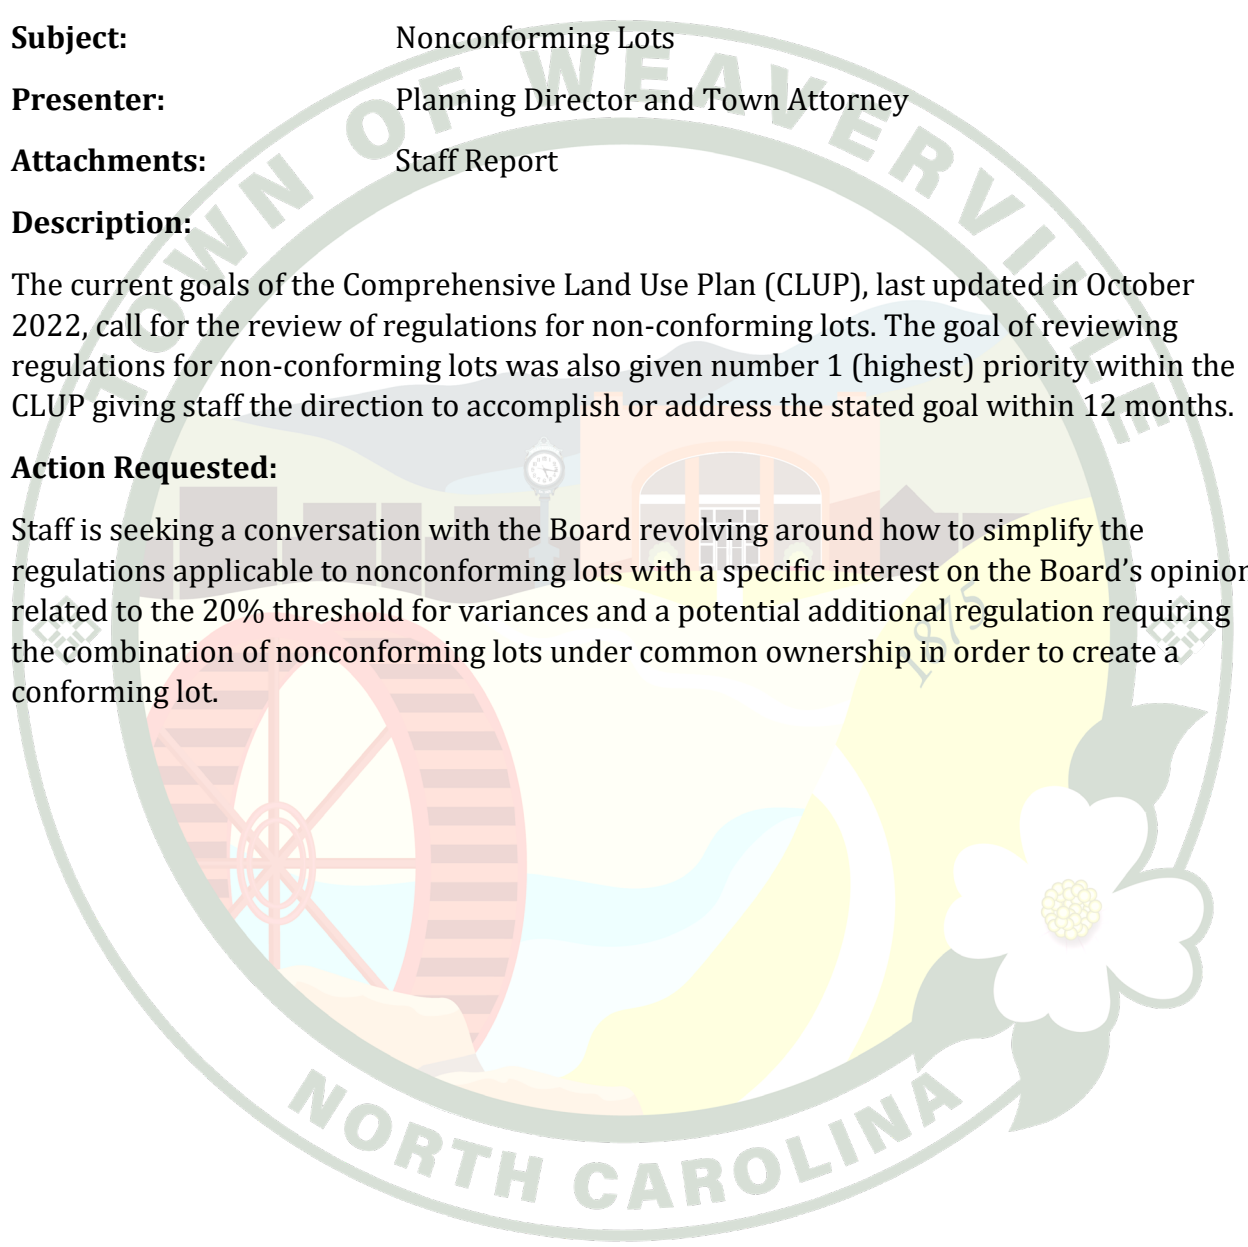 Subject: Nonconforming Lots
Presenter: Planning Director and Town Attorney
Attachments: Staff Report
Description:
The current goals of the Comprehensive Land Use Plan (CLUP), last updated in October
2022, call for the review of regulations for non-conforming lots. The goal of reviewing
regulations for non-conforming lots was also given number 1 (highest) priority within the
CLUP giving staff the direction to accomplish or address the stated goal within 12 months.
Action Requested:
Staff is seeking a conversation with the Board revolving around how to simplify the
regulations applicable to nonconforming lots with a specific interest on the Board's opinion
related to the 20% threshold for variances and a potential additional regulation requiring
the combination of nonconforming lots under common ownership in order to create a
conforming lot.
TOWN OF WEAVERVILLE
1875
NORTH CAROLINA